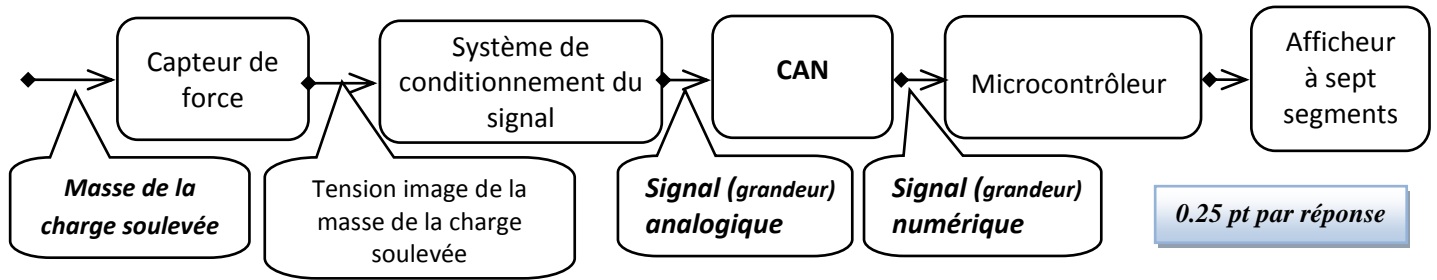 Capteur de
force
Système de
conditionnement du
signal
CAN
Microcontrôleur
Afficheur
à sept
segments
Masse de la
charge soulevée
Tension image de la
masse de la charge
soulevée
Signal (grandeur)
analogique
Signal (grandeur)
numérique
0.25 pt par réponse